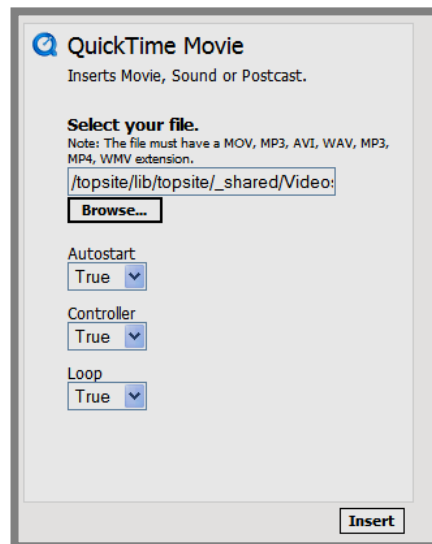 QuickTime Movie
Inserts Movie, Sound or Postcast.
Select your file.
Note: The file must have a MOV, MP3, AVI, WAV, MP3,
MP4, WMV extension.
/topsite/lib/topsite/_shared/Videos
Browse...
Autostart
True
Controller
True
Loop
True
Insert